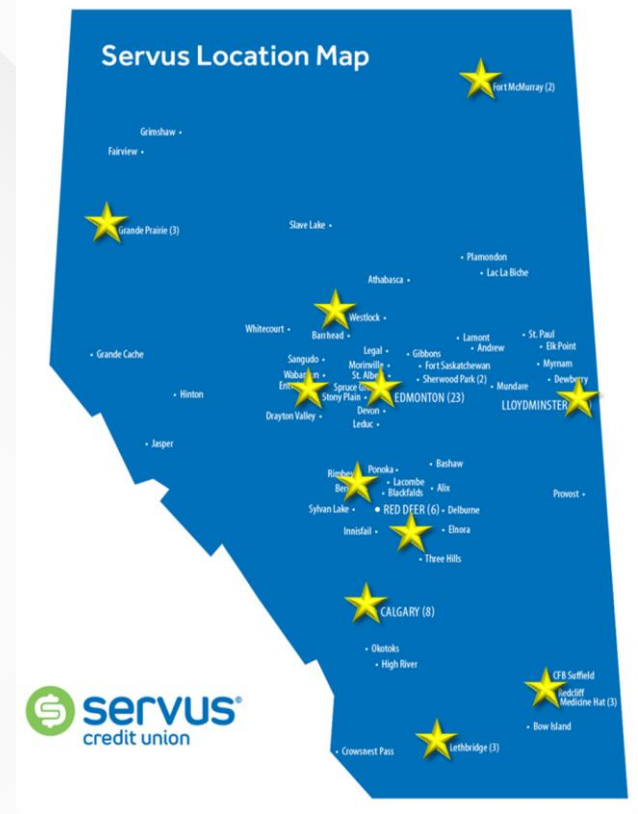 Servus Location Map
Fort McMurray (2)
Grimshaw
Fairview
Grande Prairie (3)
Slave Lake
Plamondon
Lac La Biche
Athabasca
Westlock
Whitecourt
Barrhead
Lamont
St. Paul
Andrew
Elk Point
Legal
Gibbons
Grande Cache
Sangudo
Morinville
Fort Saskatchewan
Myrnam
St. Albe
Sherwood Park (2)
Dewberry
Mundare
Hinton
Stony Plain
EDMONTON (23)
LLOYDMINSTER
Drayton Valley
Devon
Leduc
Jasper
Bashaw
Ponoka
Rimbey
Lacombe
Alix
Blackfalds
Provost
Sylvan Lake
RED DEER (6)
Delburne
Innisfail
Elnora
Three Hills
CALGARY (8)
Okotoks
High River
CFB Suffield
Redcliff
Medicine Hat (3)
Bow Island
Lethbridge (3)
Crowsnest Pass
servus®
credit union